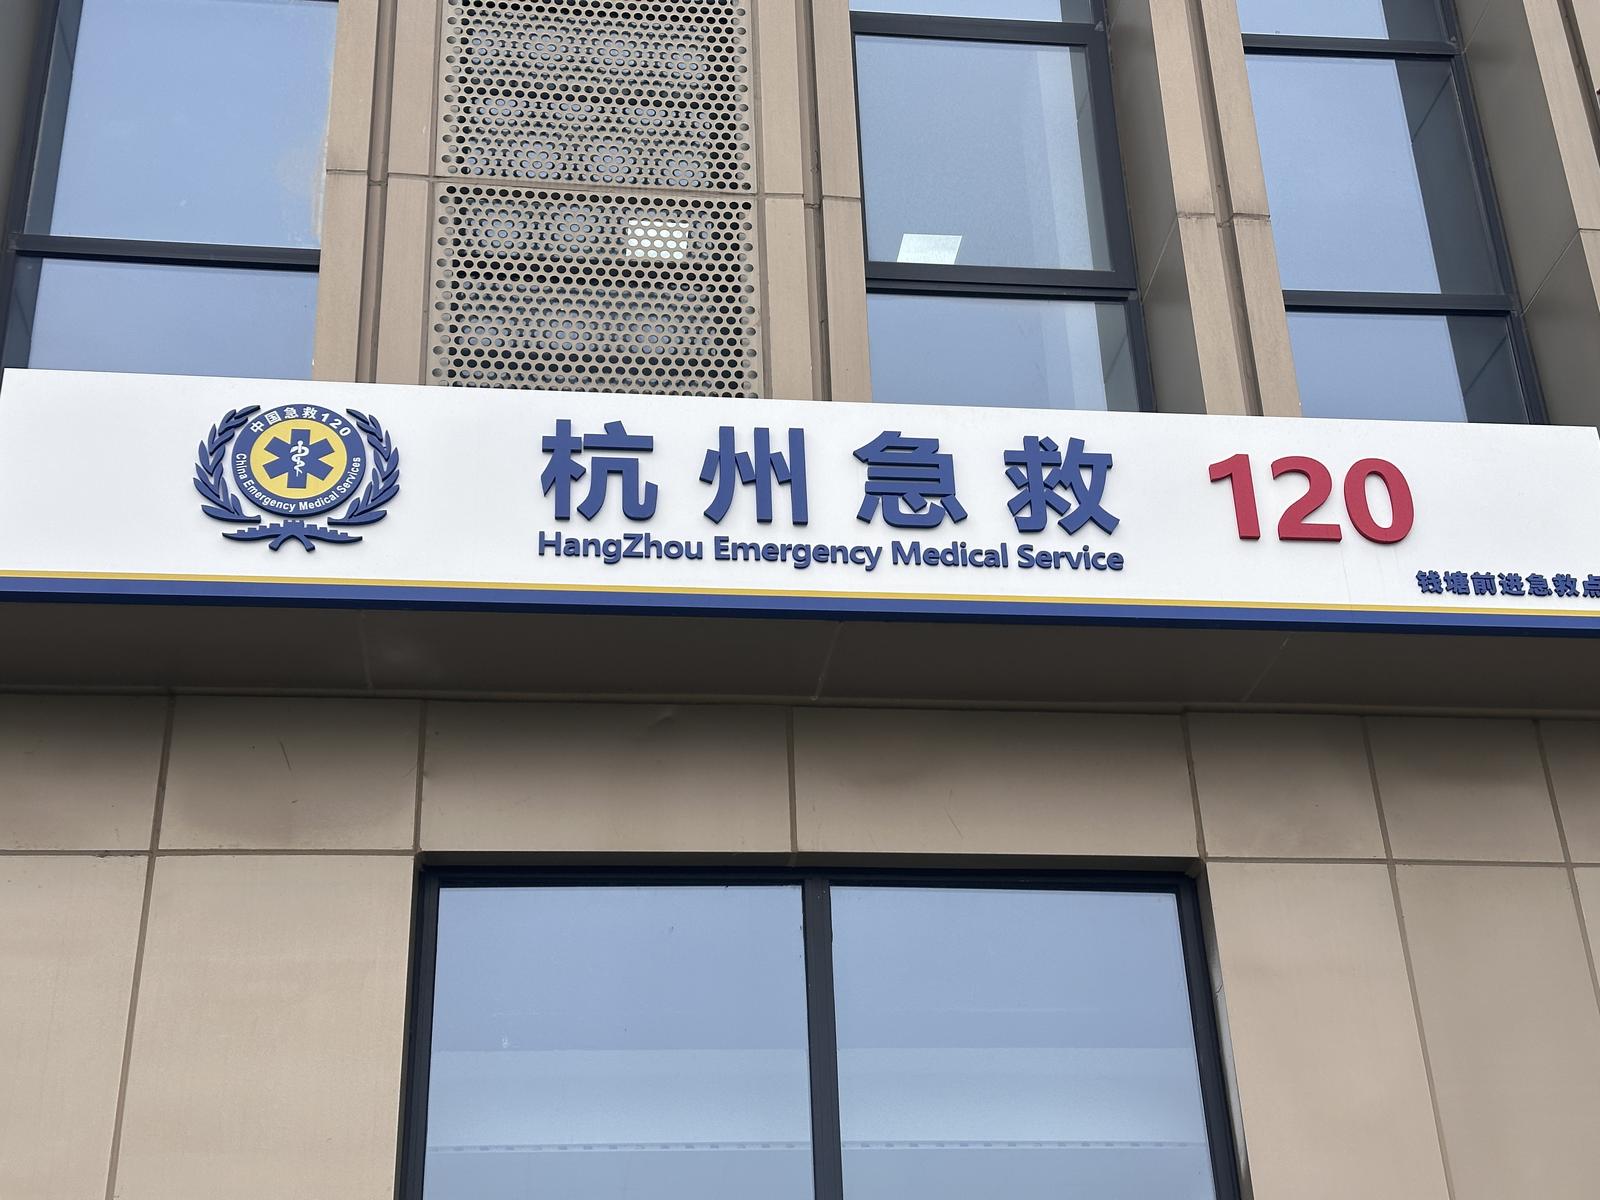 中国急救120
China Emergency Medical Services
杭州急救 120
HangZhou Emergency Medical Service
钱塘前进急救点